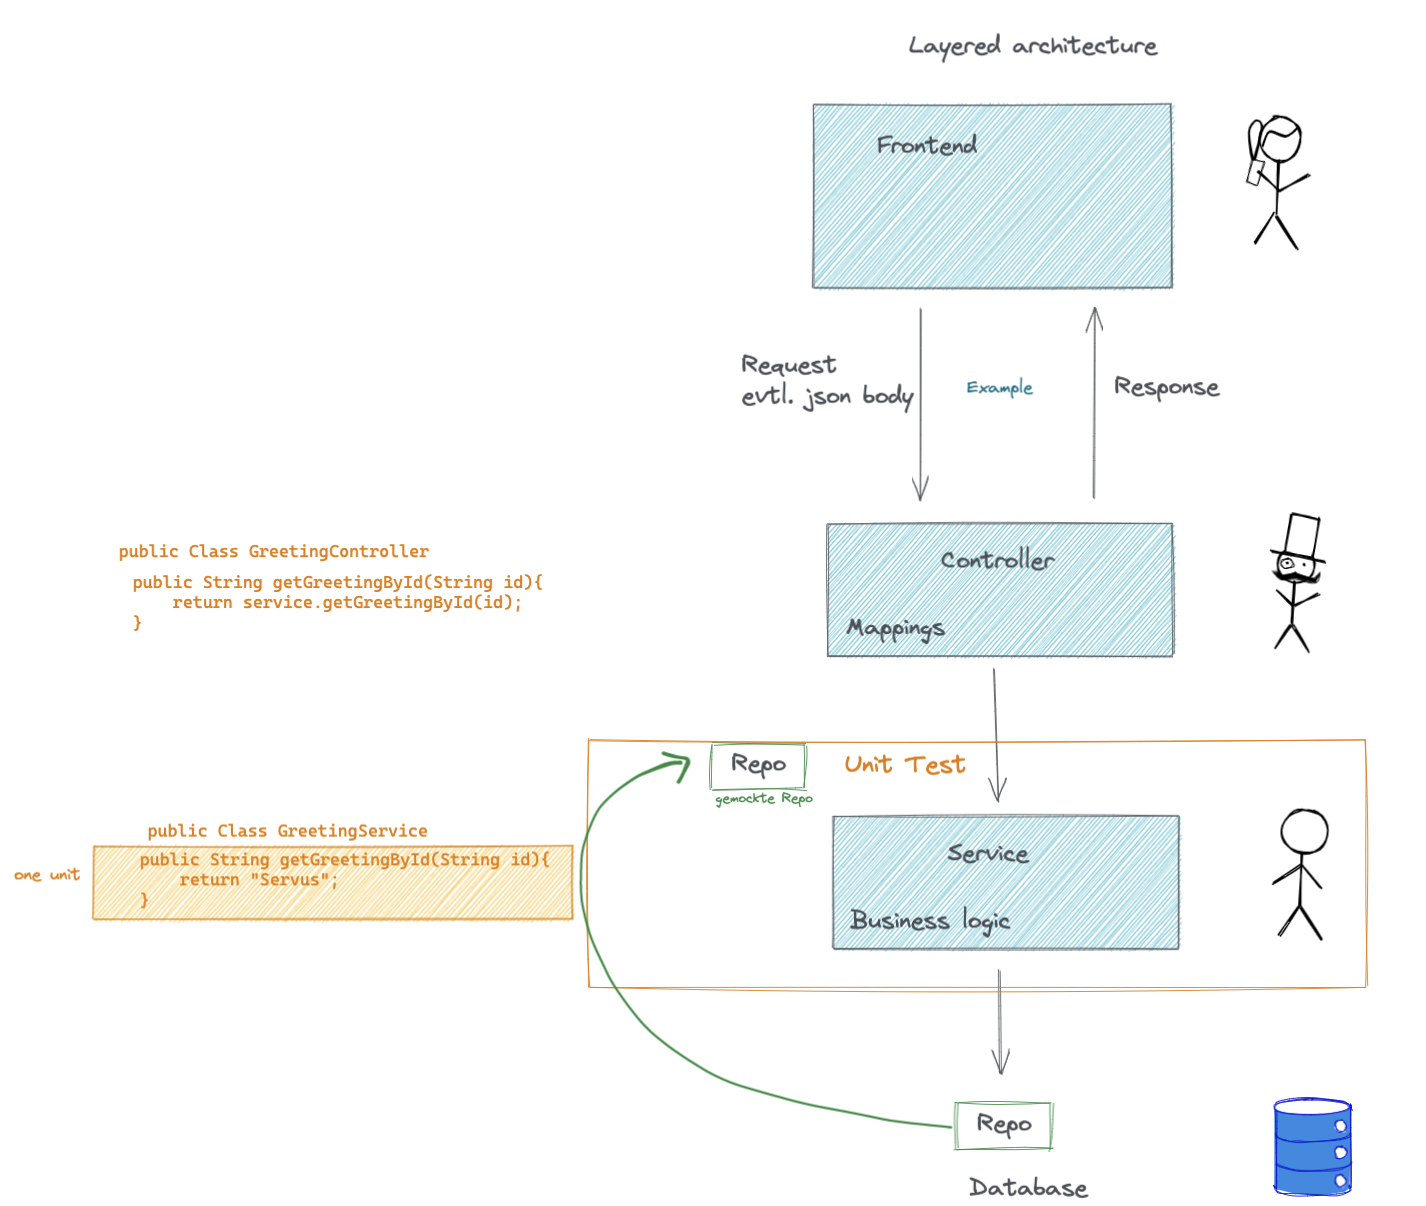 Layered architecture
Frontend
Request
evtl. json body
Example
Response
public Class GreetingController
public String getGreetingById(String id){
return service.getGreetingById(id);
}
Controller
Mappings
Repo
gemockte Repo
Unit Test
public Class GreetingService
one unit
public String getGreetingById(String id){
return "Servus";
}
Service
Business logic
Repo
Database